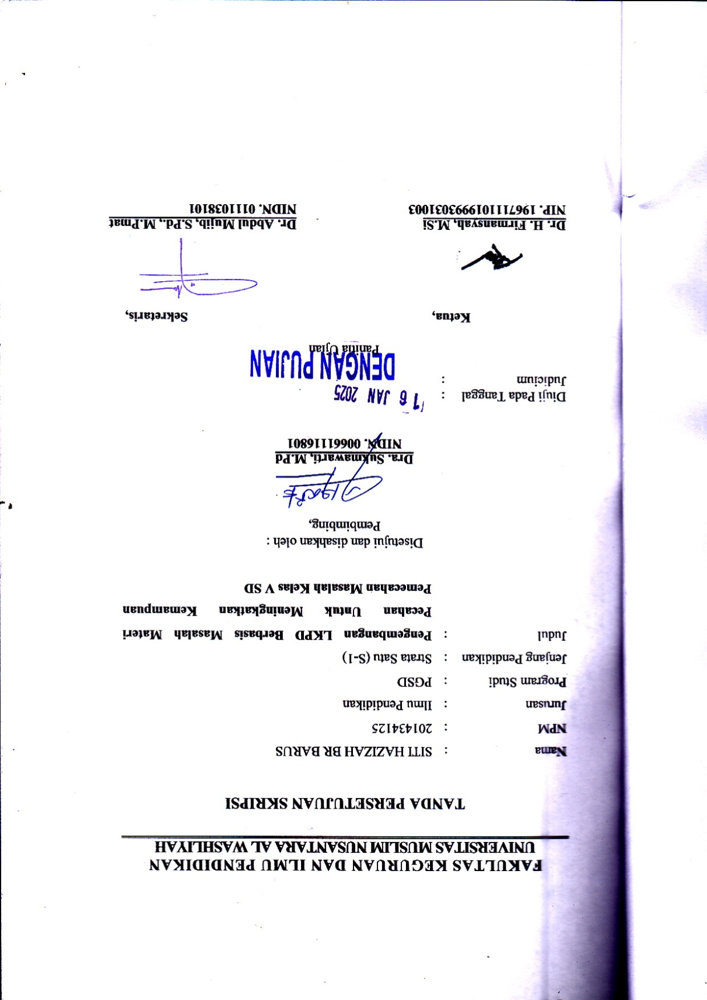 FAKULTAS KEGURUAN DAN ILMU PENDIDIKAN
UNIVERSITAS MUSLIM NUSANTARA AL WASHLIYAH
TANDA PERSETUJUAN SKRIPSI
Nama : SITI HAZIZAH BR BARUS
NPM : 201434125
Jurusan : Ilmu Pendidikan
Program Studi : PGSD
Jenjang Pendidikan : Strata Satu (S-1)
Judul : Pengembangan LKPD Berbasis Masalah Materi
Pecahan Untuk Meningkatkan Kemampuan
Pemecahan Masalah Kelas V SD
Disetujui dan disahkan oleh :
Pembimbing,
Dra. Sukmawarti, M.Pd
NIDN. 00661116801
Diuji Pada Tanggal : 16 JAN 2025
Judicium : DENGAN PUJIAN
Panitia Ujian
Ketua, Sekretaris,
Dr. H. Firmansyah, M.Si Dr. Abdul Mujib, S.Pd., M.Pmat
NIP. 196711101999303031003 NIDN. 0111038101